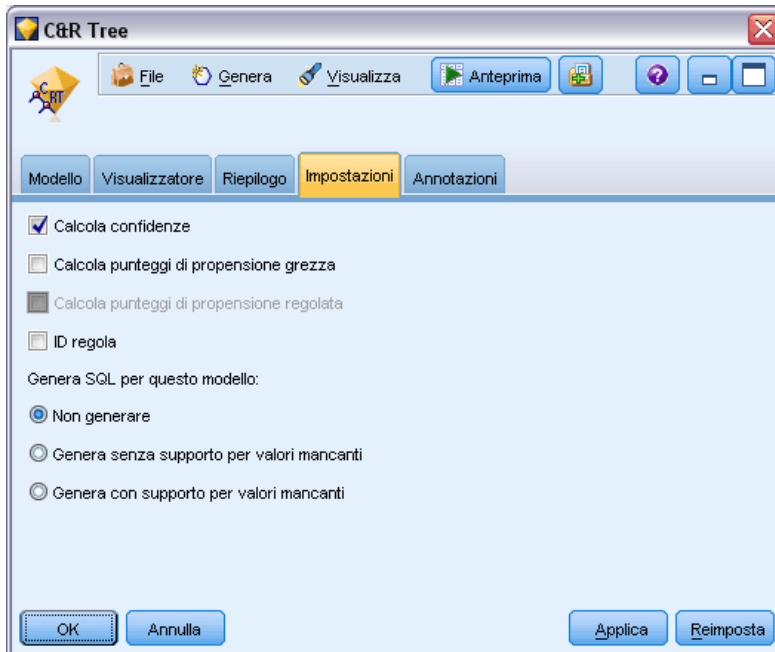 C&R Tree
File Genera Visualizza Anteprima
CRT
Modello Visualizzatore Riepilogo Impostazioni Annotazioni
Calcola confidenze
Calcola punteggi di propensione grezza
Calcola punteggi di propensione regolata
ID regola
Genera SQL per questo modello:
Non generare
Genera senza supporto per valori mancanti
Genera con supporto per valori mancanti
OK Annulla Applica Reimposta